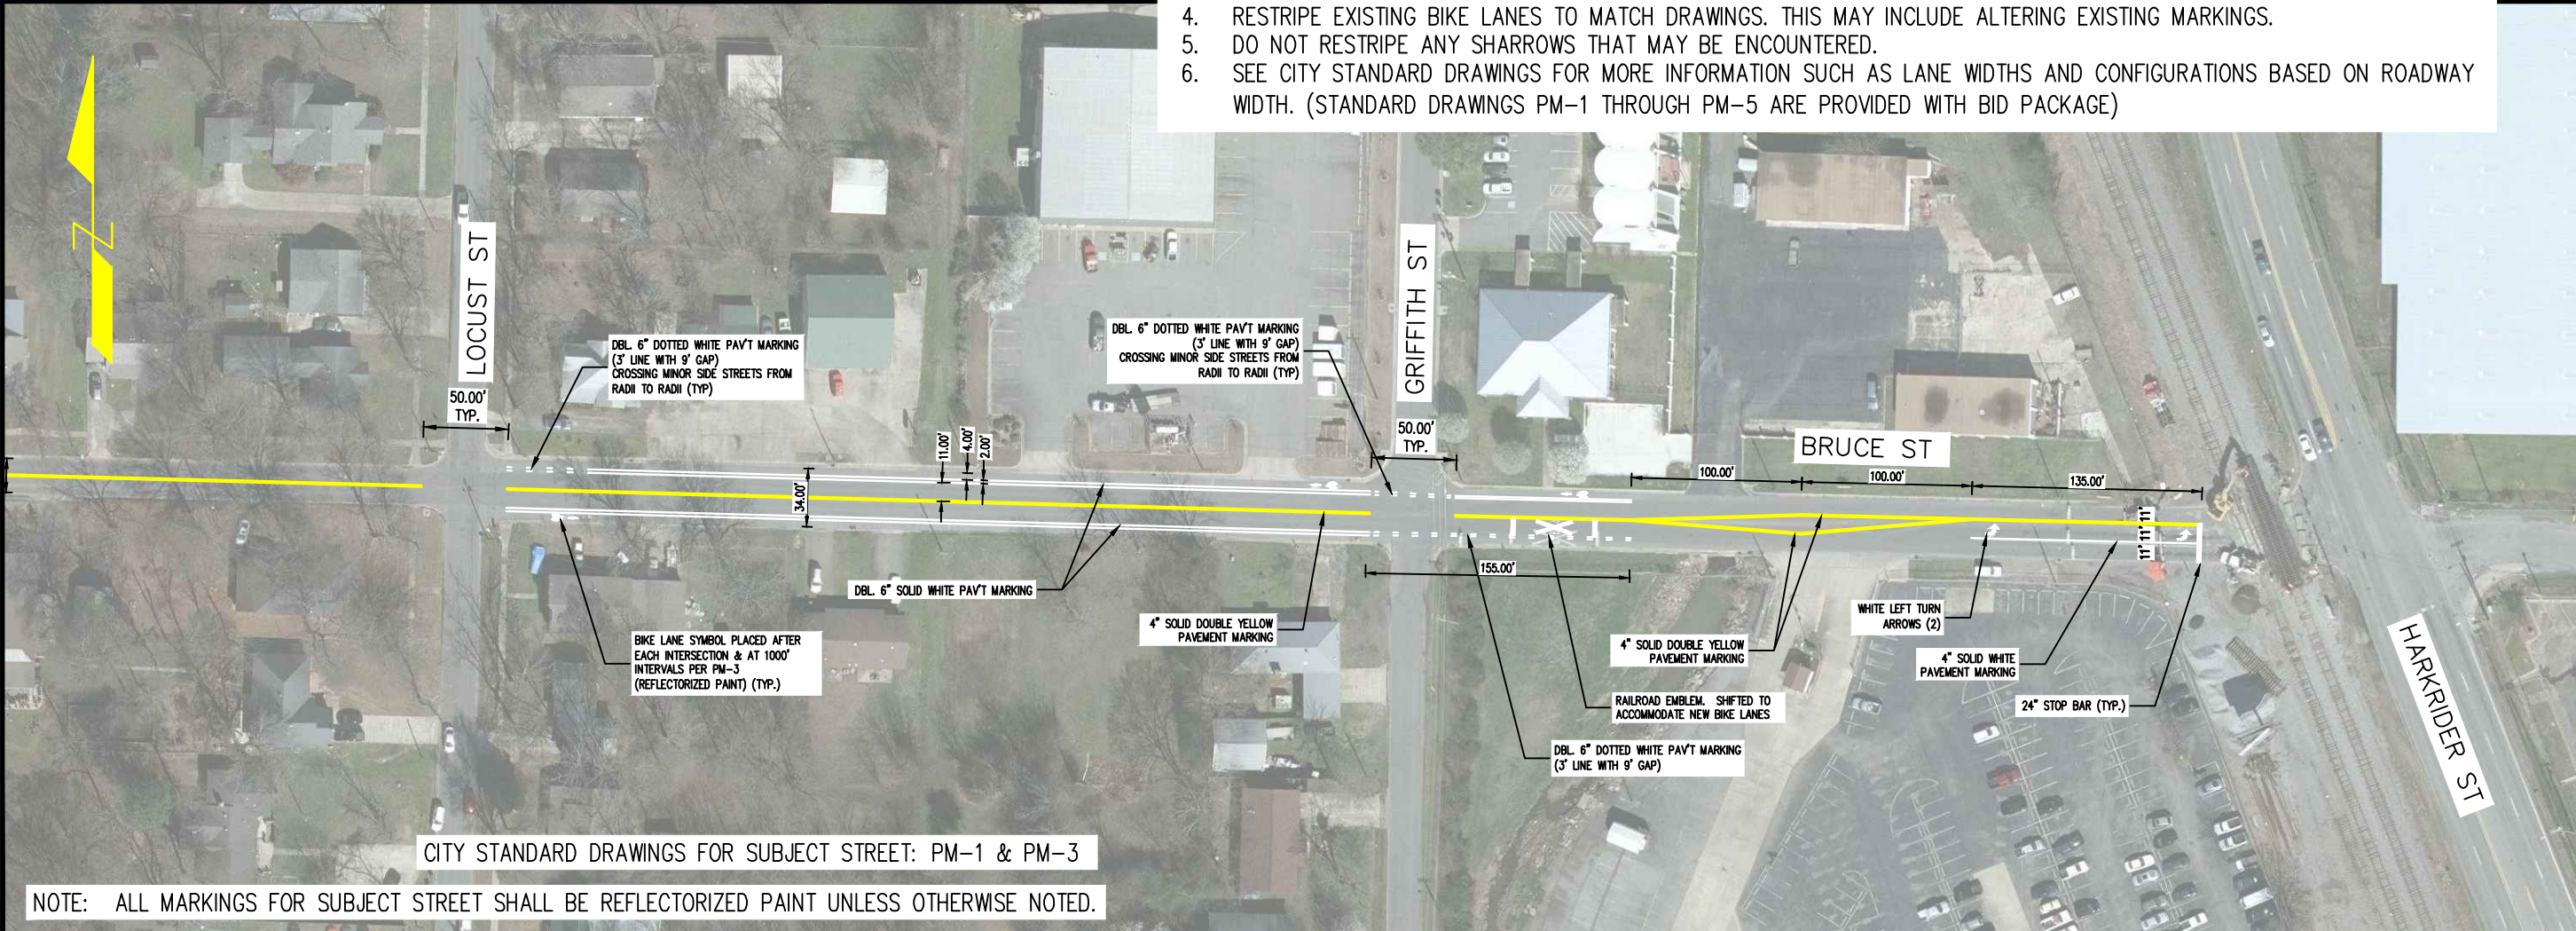 4. RESTRIPE EXISTING BIKE LANES TO MATCH DRAWINGS. THIS MAY INCLUDE ALTERING EXISTING MARKINGS.
5. DO NOT RESTRIPE ANY SHARROWS THAT MAY BE ENCOUNTERED.
6. SEE CITY STANDARD DRAWINGS FOR MORE INFORMATION SUCH AS LANE WIDTHS AND CONFIGURATIONS BASED ON ROADWAY
WIDTH. (STANDARD DRAWINGS PM-1 THROUGH PM-5 ARE PROVIDED WITH BID PACKAGE)
N
LOCUST ST
50.00'
TYP.
DBL. 6" DOTTED WHITE PAV'T MARKING
(3' LINE WITH 9' GAP)
CROSSING MINOR SIDE STREETS FROM
RADII TO RADII (TYP)
DBL. 6" DOTTED WHITE PAV'T MARKING
(3' LINE WITH 9' GAP)
CROSSING MINOR SIDE STREETS FROM
RADII TO RADII (TYP)
GRIFFITH ST
50.00'
TYP.
BRUCE ST
11.00'
4.00'
2.00'
34.00'
100.00'
100.00'
135.00'
11' 11' 11'
155.00'
DBL. 6" SOLID WHITE PAV'T MARKING
BIKE LANE SYMBOL PLACED AFTER
EACH INTERSECTION & AT 1000'
INTERVALS PER PM-3
(REFLECTORIZED PAINT) (TYP.)
4" SOLID DOUBLE YELLOW
PAVEMENT MARKING
4" SOLID DOUBLE YELLOW
PAVEMENT MARKING
WHITE LEFT TURN
ARROWS (2)
4" SOLID WHITE
PAVEMENT MARKING
24" STOP BAR (TYP.)
RAILROAD EMBLEM. SHIFTED TO
ACCOMMODATE NEW BIKE LANES
DBL. 6" DOTTED WHITE PAV'T MARKING
(3' LINE WITH 9' GAP)
HARKRIDER ST
CITY STANDARD DRAWINGS FOR SUBJECT STREET: PM-1 & PM-3
NOTE: ALL MARKINGS FOR SUBJECT STREET SHALL BE REFLECTORIZED PAINT UNLESS OTHERWISE NOTED.